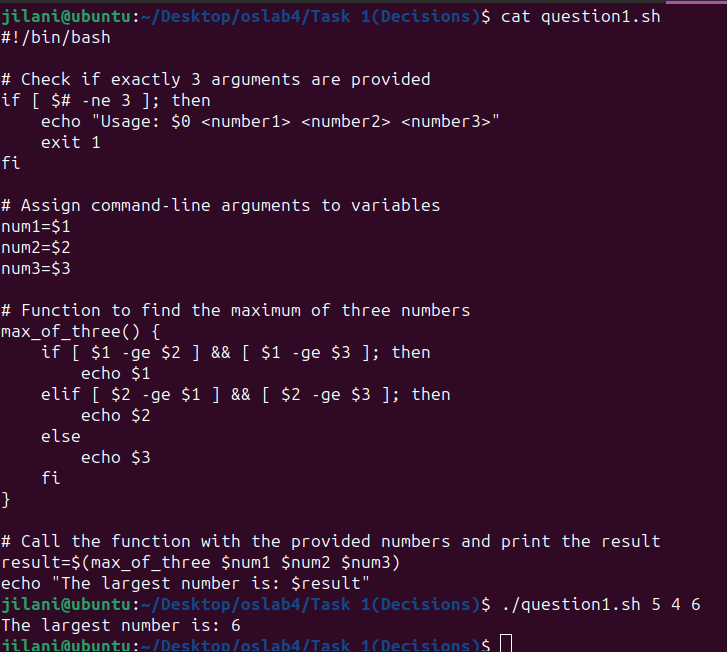 jilani@ubuntu:~/Desktop/oslab4/Task 1(Decisions)$ cat question1.sh
#!/bin/bash

# Check if exactly 3 arguments are provided
if [ $# -ne 3 ]; then
    echo "Usage: $0 <number1> <number2> <number3>"
    exit 1
fi

# Assign command-line arguments to variables
num1=$1
num2=$2
num3=$3

# Function to find the maximum of three numbers
max_of_three() {
    if [ $1 -ge $2 ] && [ $1 -ge $3 ]; then
        echo $1
    elif [ $2 -ge $1 ] && [ $2 -ge $3 ]; then
        echo $2
    else
        echo $3
    fi
}

# Call the function with the provided numbers and print the result
result=$(max_of_three $num1 $num2 $num3)
echo "The largest number is: $result"
jilani@ubuntu:~/Desktop/oslab4/Task 1(Decisions)$ ./question1.sh 5 4 6
The largest number is: 6
jilani@ubuntu:~/Desktop/oslab4/Task 1(Decisions)$